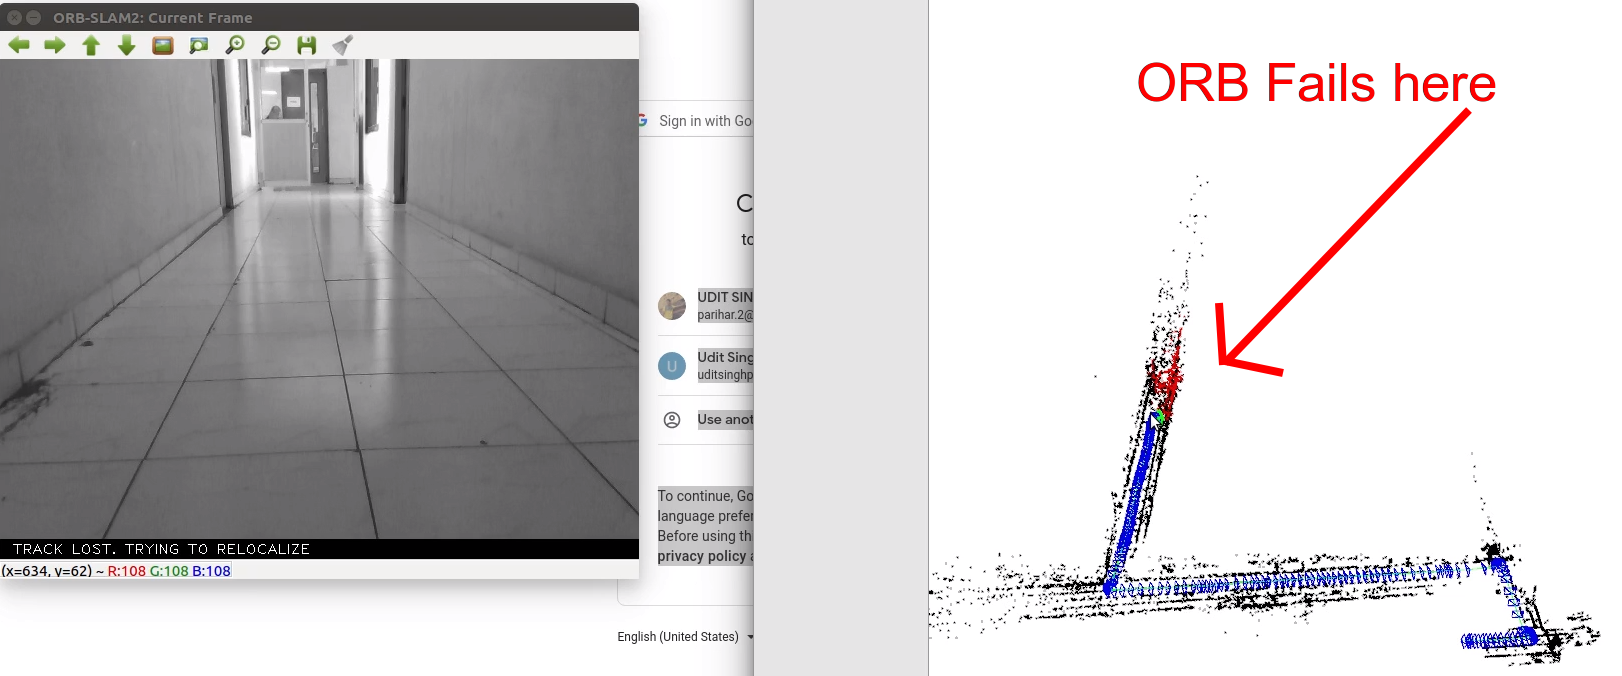 ORB-SLAM2: Current Frame
TRACK LOST. TRYING TO RELOCALIZE
(x=634, y=62) ~ R:108 G:108 B:108
Sign in with Go
C
to
UDIT SIN
parihar.2@
U
Udit Sing
uditsinghp
Use anot
To continue, Go
language prefer
Before using th
privacy policy a
English (United States)
ORB Fails here